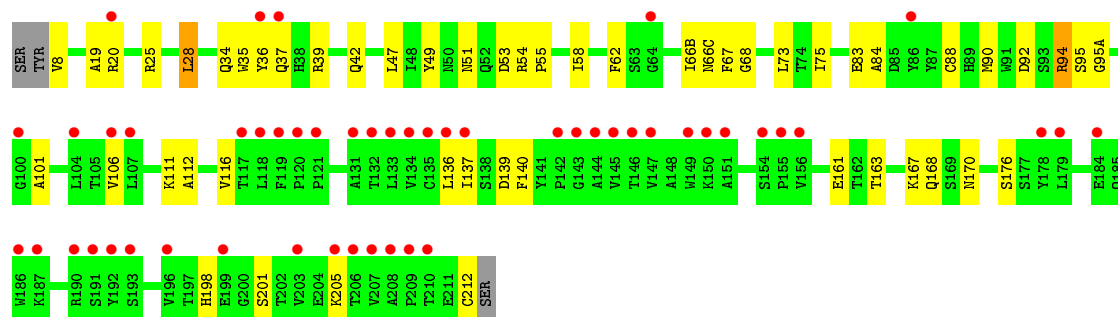 SER TYR V8 A19 R20 R25 L28 Q34 W35 Y36 Q37 H38 R39 Q42 L47 I48 Y49 N50 N51 Q52 D53 R54 P55 I58 F62 S63 G64 I66B N66C F67 G68 L73 T74 I75 E83 A84 D85 Y86 Y87 C88 H89 M90 W91 D92 S93 R94 S95 G95A
G100 A101 L104 T105 V106 L107 K111 A112 V116 T117 L118 F119 P120 P121 A131 T132 L133 V134 C135 L136 I137 S138 D139 F140 Y141 P142 G143 A144 V145 T146 V147 A148 W149 K150 A151 S154 P155 V156 E161 T162 T163 K167 Q168 S169 N170 S176 S177 Y178 L179 E184 Q185
W186 K187 R190 S191 Y192 S193 V196 T197 H198 E199 G200 S201 T202 V203 E204 K205 T206 V207 A208 P209 T210 E211 C212 SER